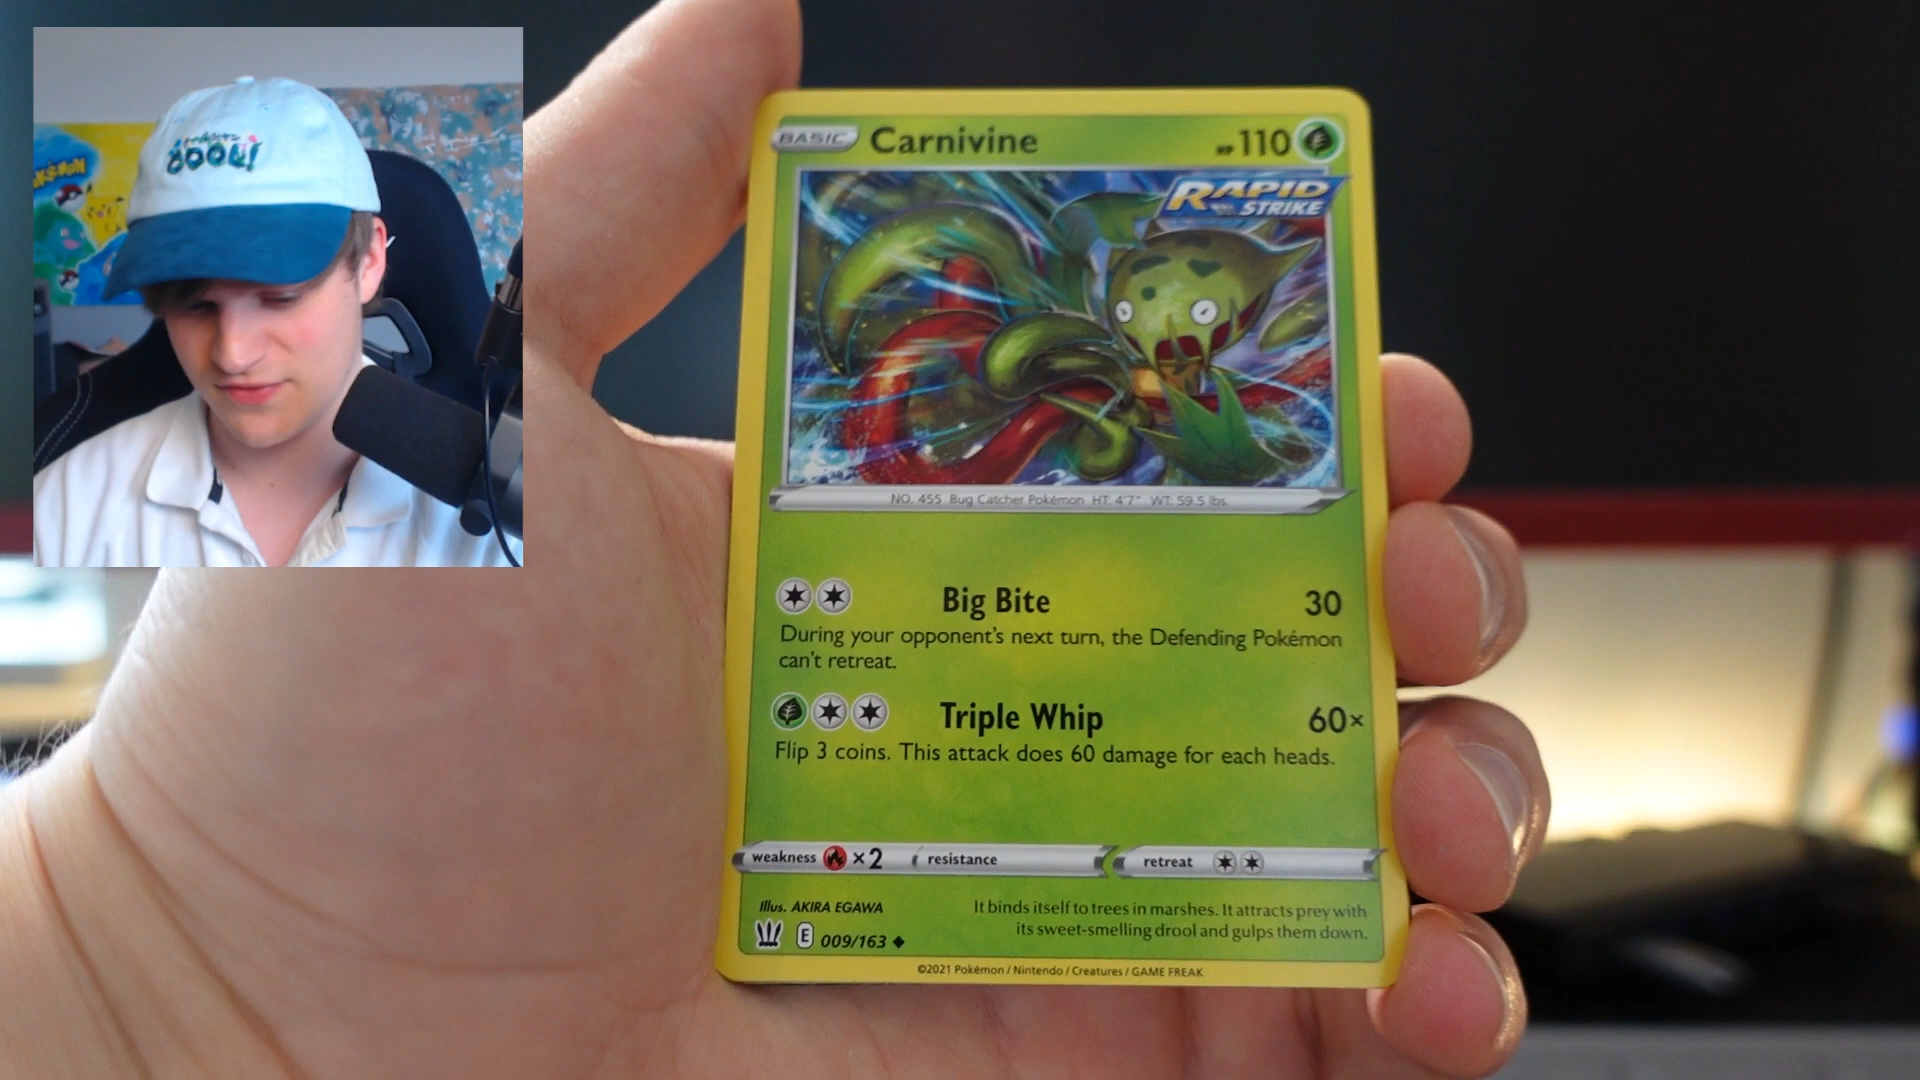 POKéMON
BASIC Carnivine HP 110
RAPID
STRIKE
NO. 455 Bug Catcher Pokémon HT: 4'7" WT: 59.5 lbs.
Big Bite 30
During your opponent's next turn, the Defending Pokémon
can't retreat.
Triple Whip 60×
Flip 3 coins. This attack does 60 damage for each heads.
weakness ×2 resistance retreat
Illus. AKIRA EGAWA
E 009/163
It binds itself to trees in marshes. It attracts prey with
its sweet-smelling drool and gulps them down.
©2021 Pokémon / Nintendo / Creatures / GAME FREAK